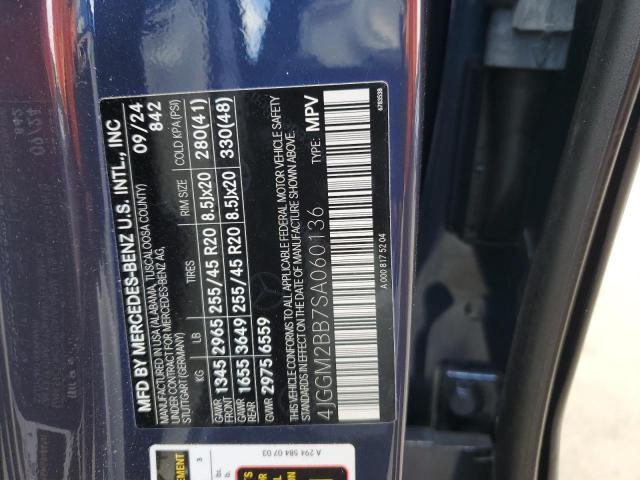 MFD BY MERCEDES-BENZ U.S. INTL., INC
MANUFACTURED IN USA (ALABAMA, TUSCALOOSA COUNTY)
UNDER CONTRACT FOR MERCEDES-BENZ AG,
STUTTGART (GERMANY)
09/24
842
KG LB TIRES RIM SIZE COLD KPA (PSI)
GAWR FRONT 1345 2965 255/45 R20 8.5Jx20 280(41)
GAWR REAR 1655 3649 255/45 R20 8.5Jx20 330(48)
GVWR 2975 6559
THIS VEHICLE CONFORMS TO ALL APPLICABLE FEDERAL MOTOR VEHICLE SAFETY
STANDARDS IN EFFECT ON THE DATE OF MANUFACTURE SHOWN ABOVE.
4JGGM2BB7SA060136
TYPE: MPV
A 000 817 52 04
6783538
A 294 584 07 03